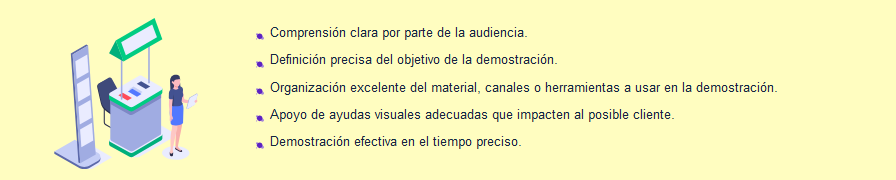 Comprensión clara por parte de la audiencia.
Definición precisa del objetivo de la demostración.
Organización excelente del material, canales o herramientas a usar en la demostración.
Apoyo de ayudas visuales adecuadas que impacten al posible cliente.
Demostración efectiva en el tiempo preciso.